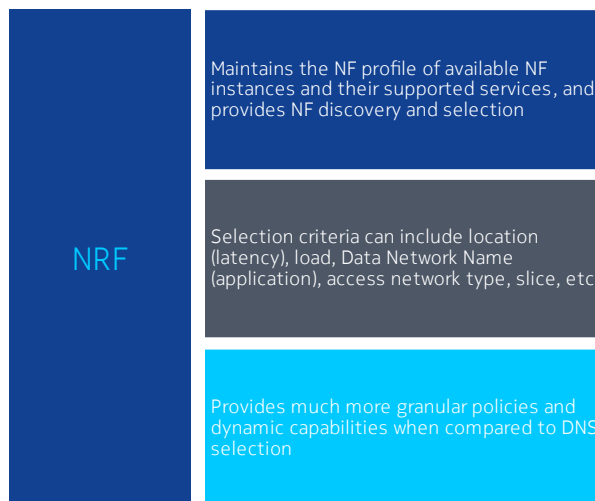 NRF
Maintains the NF profile of available NF
instances and their supported services, and
provides NF discovery and selection
Selection criteria can include location
(latency), load, Data Network Name
(application), access network type, slice, etc
Provides much more granular policies and
dynamic capabilities when compared to DNS
selection